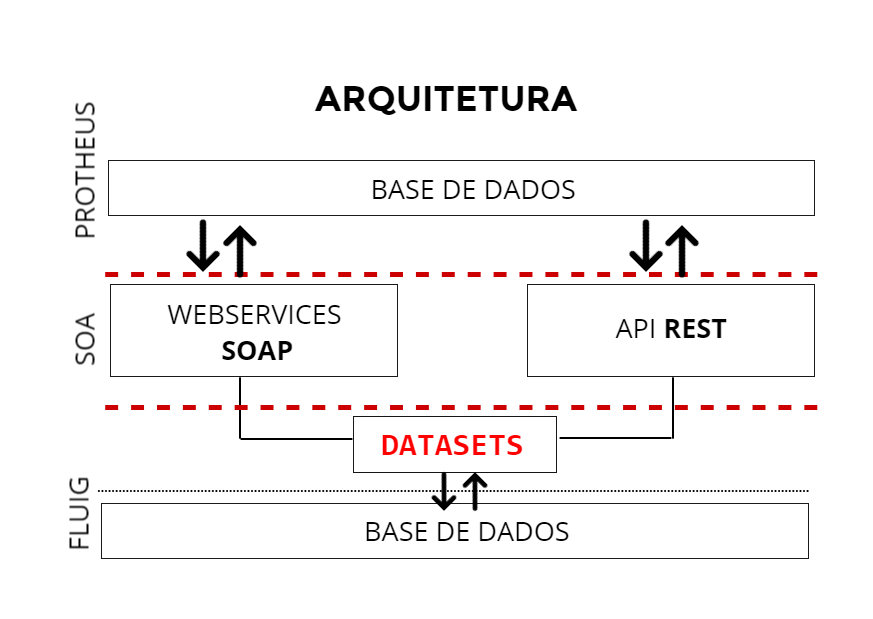 ARQUITETURA
PROTHEUS
BASE DE DADOS
SOA
WEBSERVICES
SOAP
API REST
DATASETS
FLUIG
BASE DE DADOS